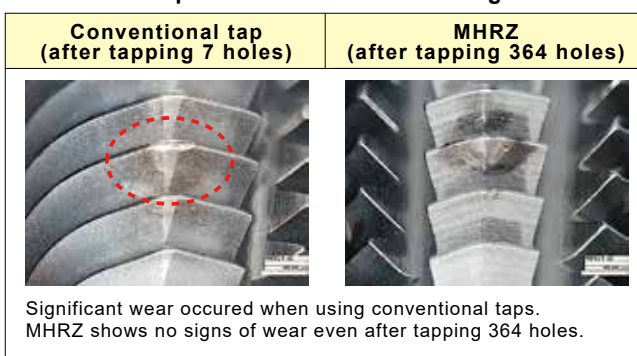 Conventional tap
(after tapping 7 holes)
MHRZ
(after tapping 364 holes)
Significant wear occured when using conventional taps.
MHRZ shows no signs of wear even after tapping 364 holes.